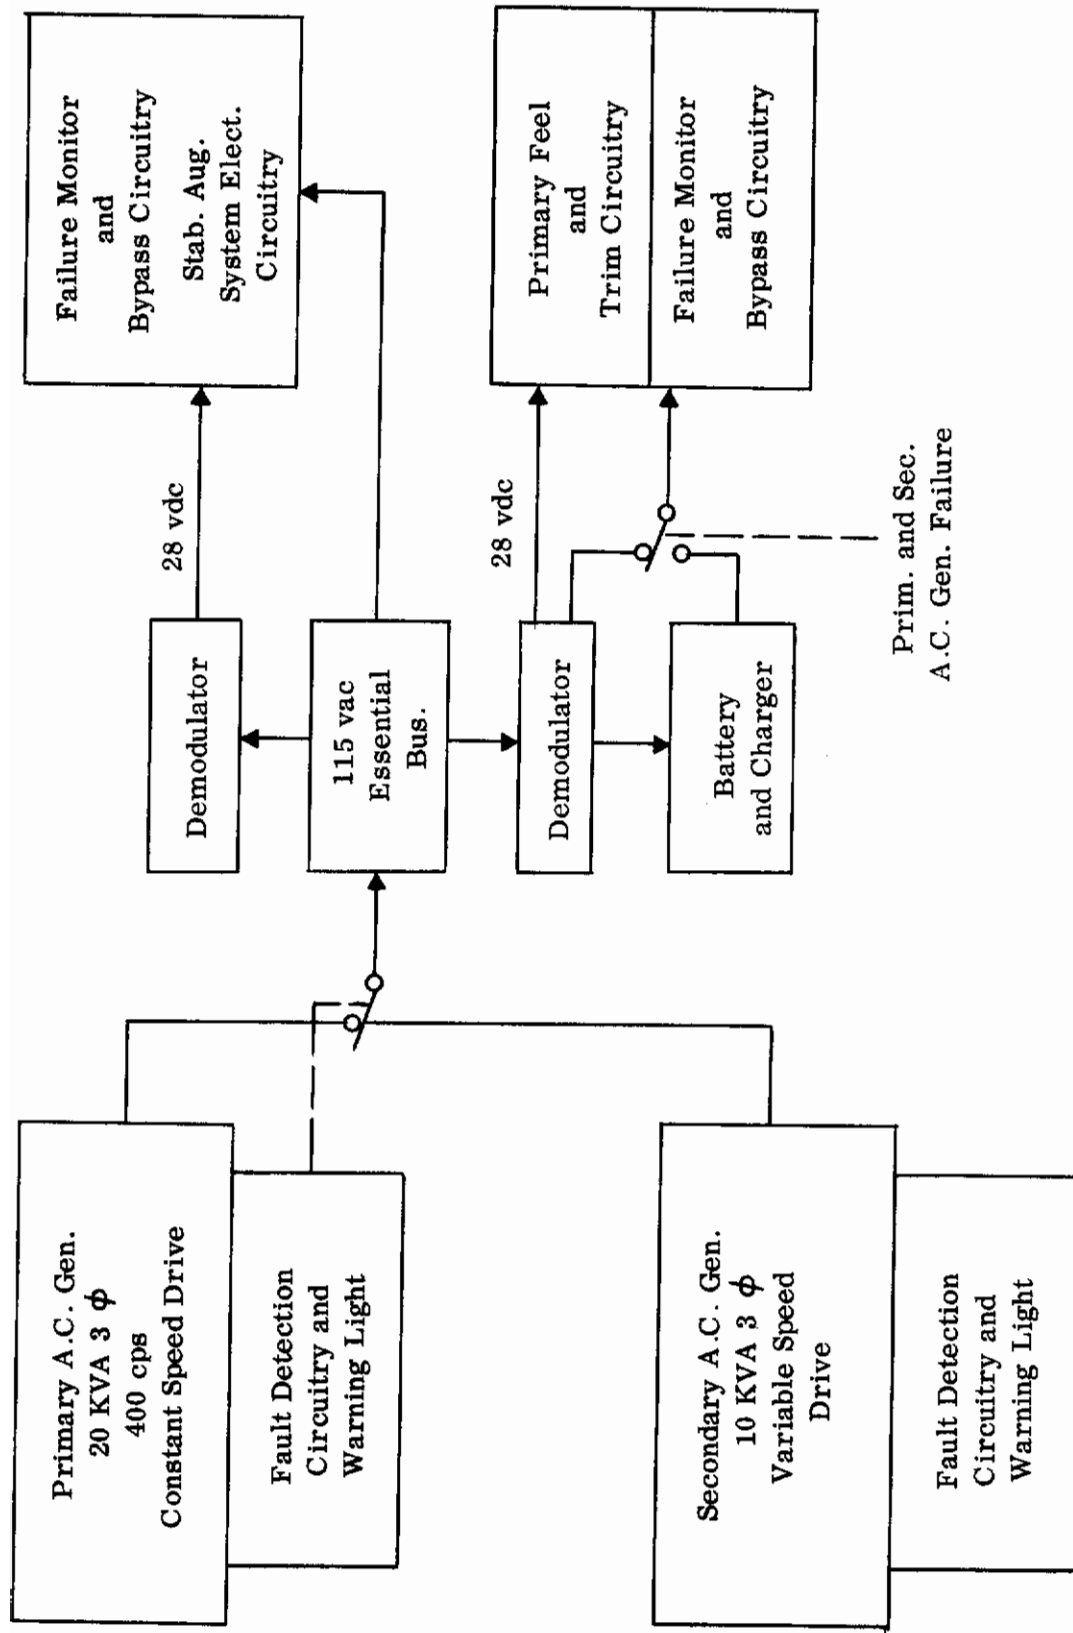 Primary A.C. Gen.
20 KVA 3 ϕ
400 cps
Constant Speed Drive
Fault Detection
Circuitry and
Warning Light
Secondary A.C. Gen.
10 KVA 3 ϕ
Variable Speed
Drive
Fault Detection
Circuitry and
Warning Light
Demodulator
115 vac
Essential
Bus.
Demodulator
Battery
and Charger
28 vdc
28 vdc
Prim. and Sec.
A.C. Gen. Failure
Failure Monitor
and
Bypass Circuitry
Stab. Aug.
System Elect.
Circuitry
Primary Feel
and
Trim Circuitry
Failure Monitor
and
Bypass Circuitry